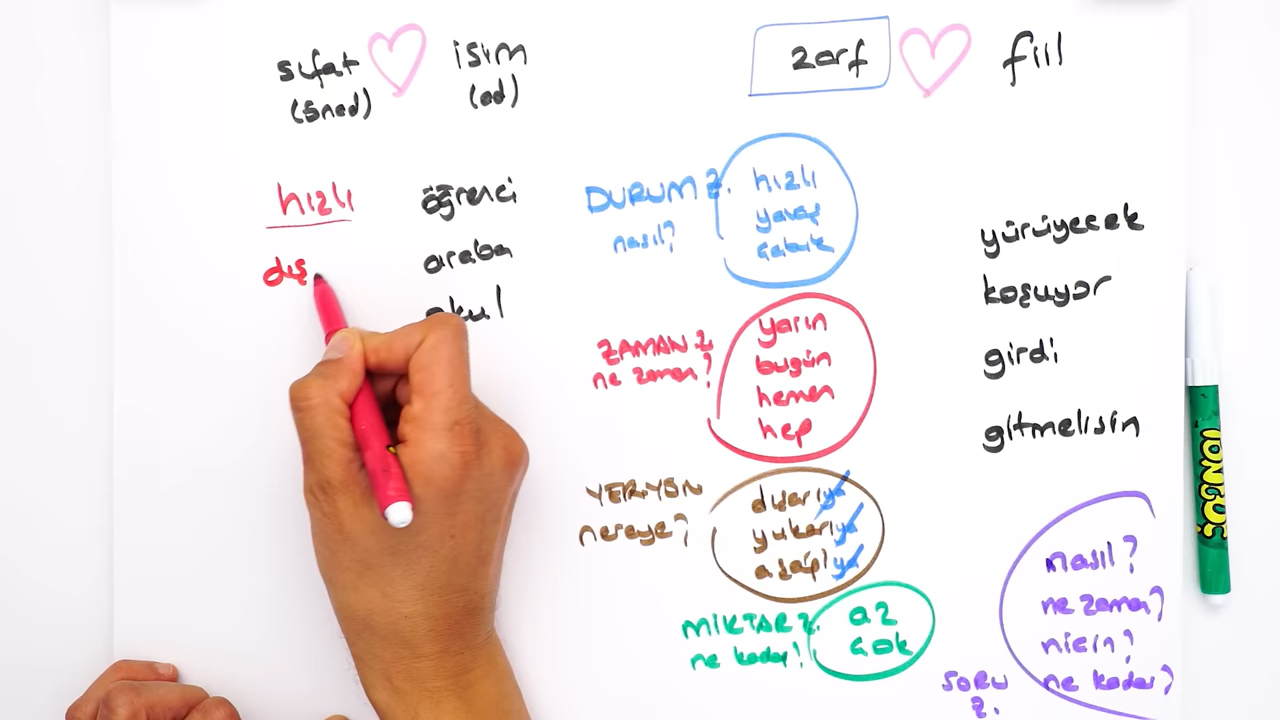 sıfat
(önad)
isim
(ad)
hızlı
dış
öğrenci
araba
okul
zarf
fiil
DURUM Z.
nasıl?
hızlı
yavaş
çabuk
ZAMAN Z.
ne zaman?
yarın
bugün
hemen
hep
YER-YÖN
nereye?
dışarıya
yukarıya
aşağıya
MİKTAR Z.
ne kadar?
az
çok
yürüyecek
koşuyor
girdi
gitmelisin
nasıl?
ne zaman?
niçin?
ne kadar?
SORU
Z.
TONGUÇ